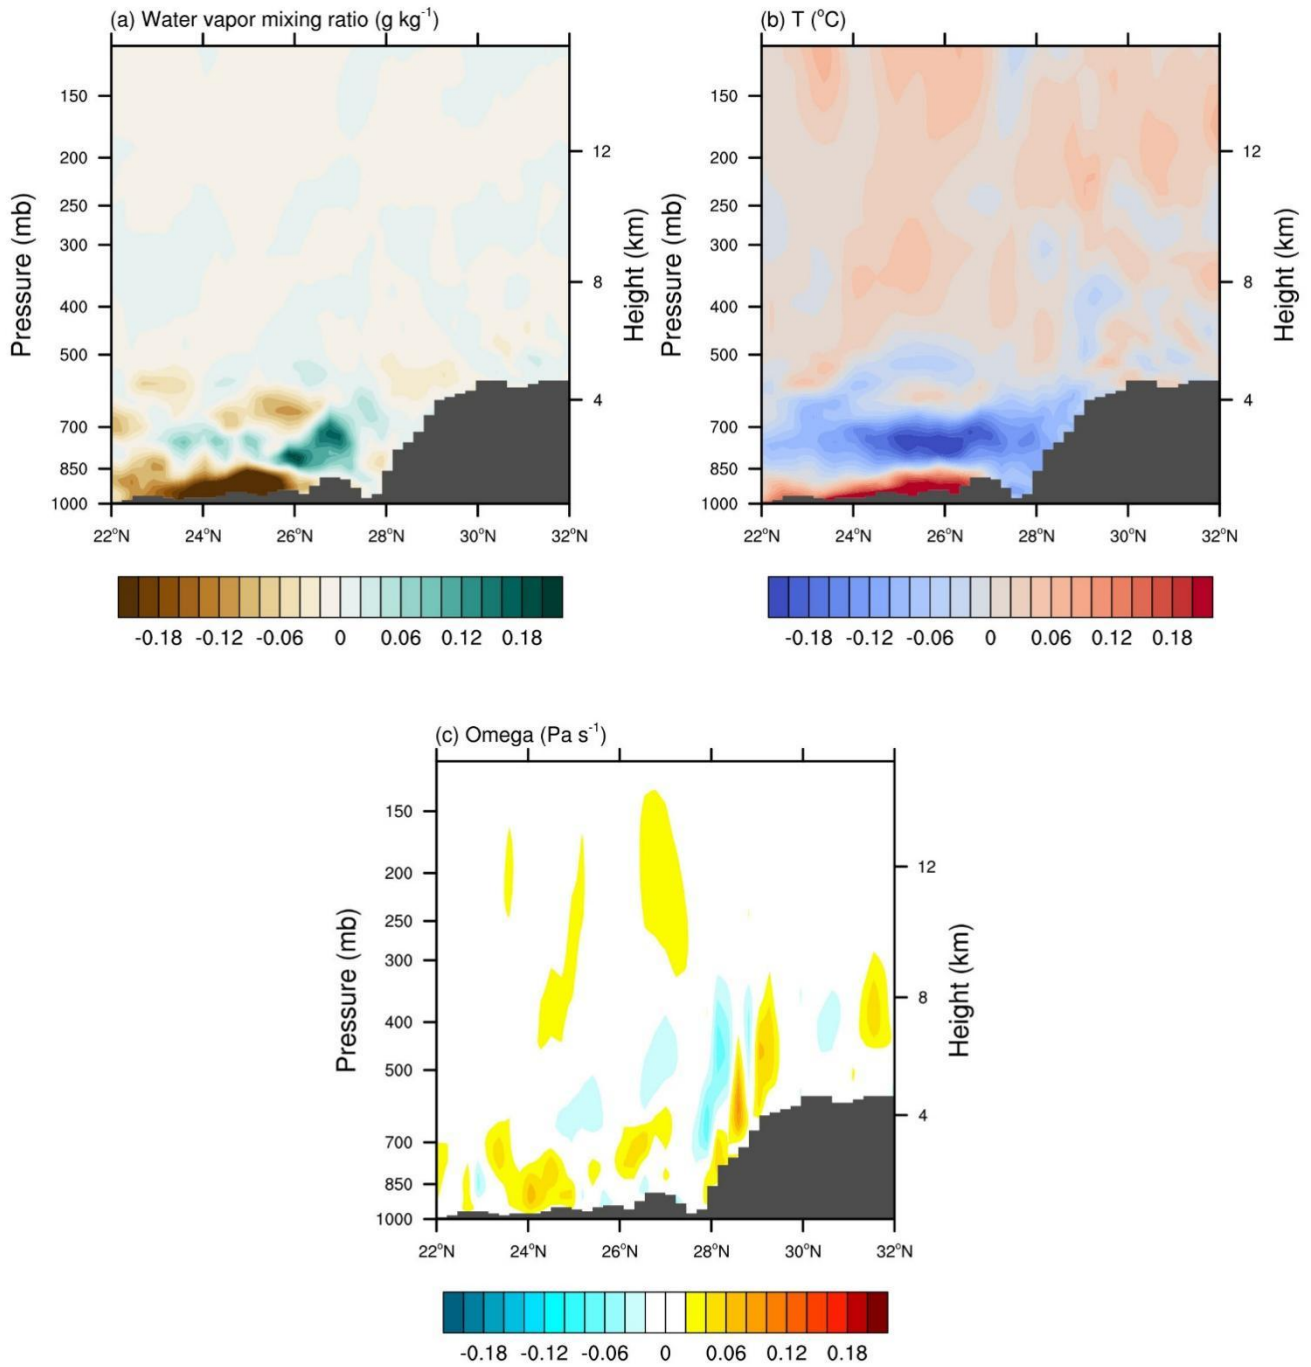 (a) Water vapor mixing ratio (g kg⁻¹)
150
200
250
300
400
500
700
850
1000
Pressure (mb)
12
8
4
Height (km)
22°N 24°N 26°N 28°N 30°N 32°N
-0.18 -0.12 -0.06 0 0.06 0.12 0.18
(b) T (°C)
150
200
250
300
400
500
700
850
1000
Pressure (mb)
12
8
4
Height (km)
22°N 24°N 26°N 28°N 30°N 32°N
-0.18 -0.12 -0.06 0 0.06 0.12 0.18
(c) Omega (Pa s⁻¹)
150
200
250
300
400
500
700
850
1000
Pressure (mb)
12
8
4
Height (km)
22°N 24°N 26°N 28°N 30°N 32°N
-0.18 -0.12 -0.06 0 0.06 0.12 0.18